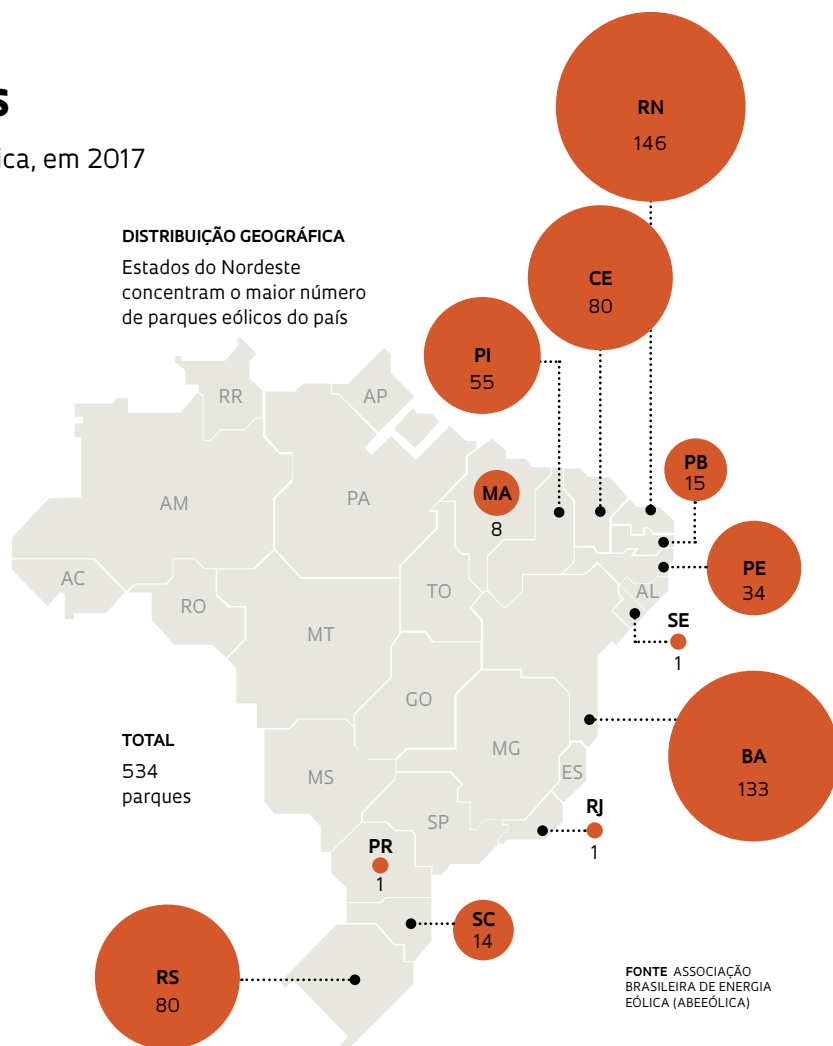 s
ica, em 2017
DISTRIBUIÇÃO GEOGRÁFICA
Estados do Nordeste
concentram o maior número
de parques eólicos do país
RN
146
CE
80
PI
55
RR
AP
PB
15
MA
8
AM
PA
PE
34
AC
RO
TO
AL
SE
1
MT
GO
BA
133
TOTAL
534
parques
MS
MG
ES
SP
RJ
1
PR
1
SC
14
RS
80
FONTE ASSOCIAÇÃO
BRASILEIRA DE ENERGIA
EÓLICA (ABEEÓLICA)